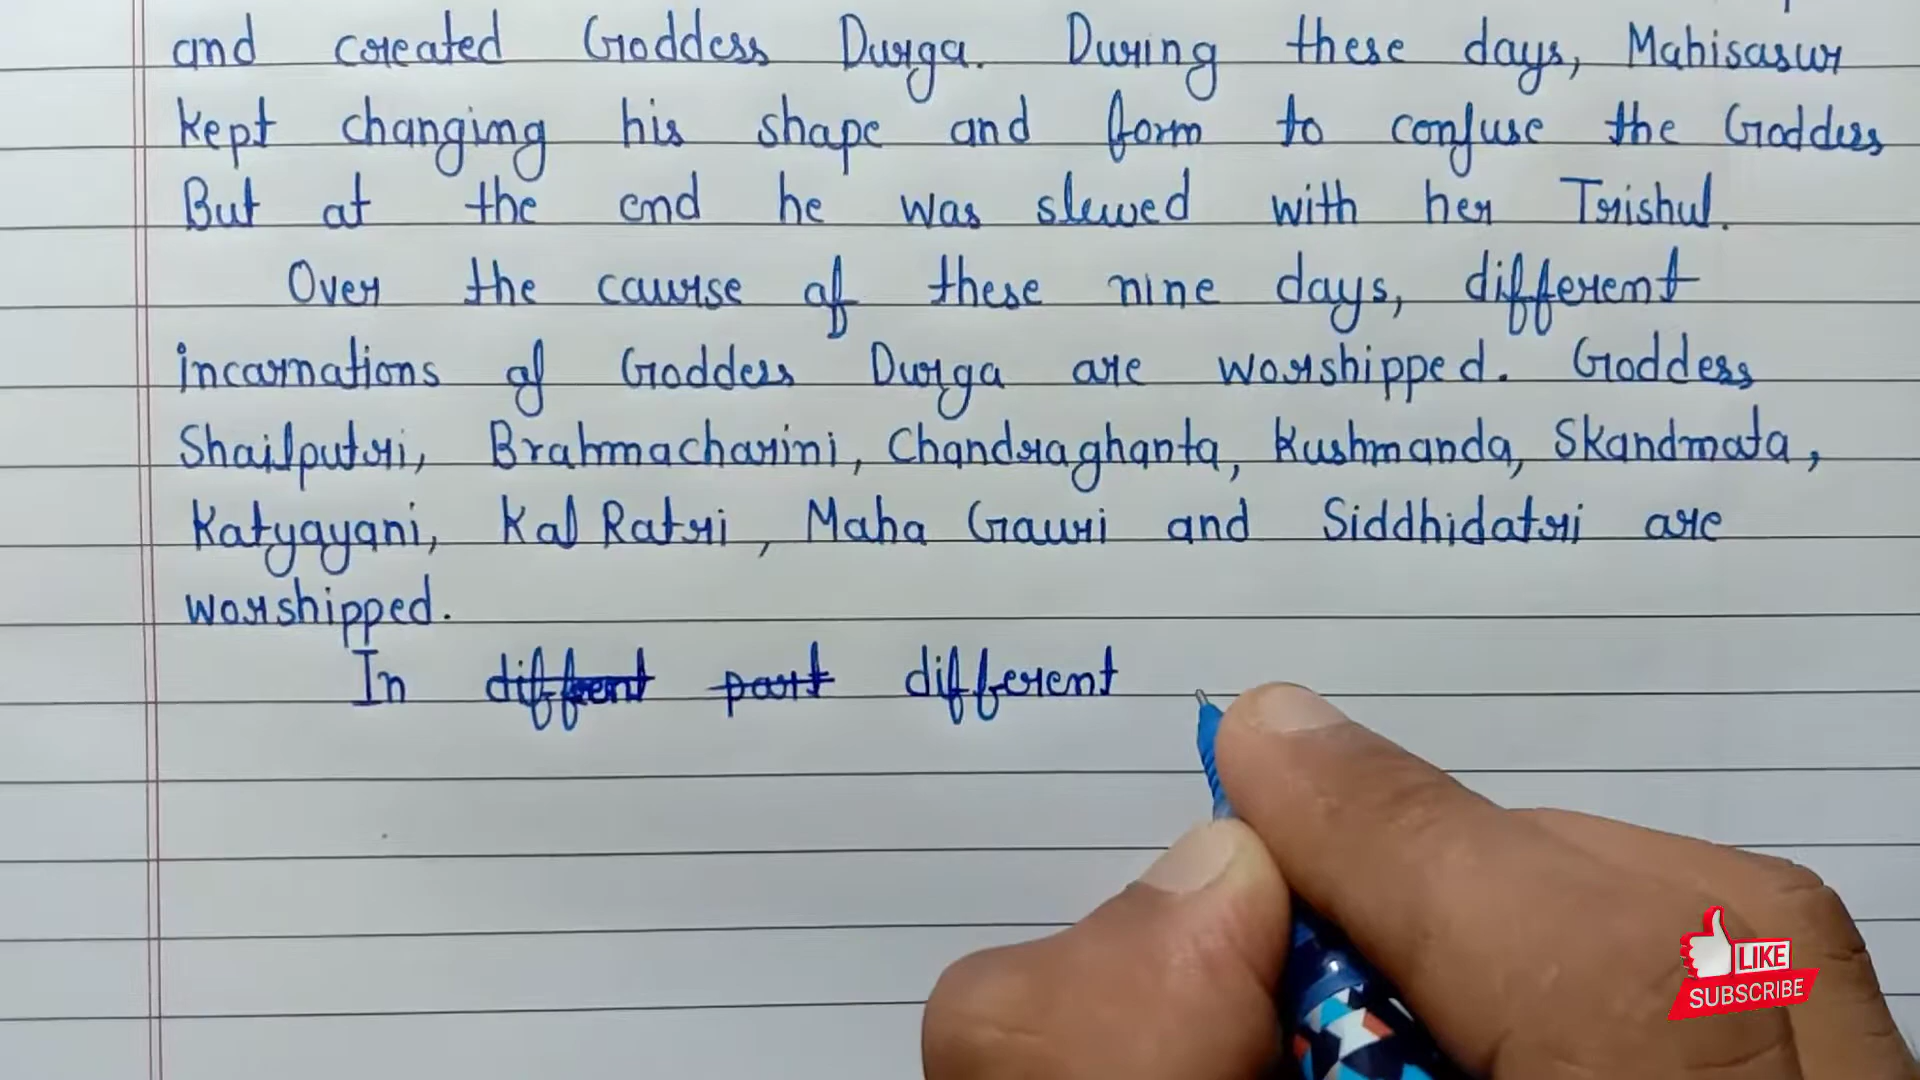 and created Goddess Durga. During these days, Mahisasur
kept changing his shape and form to confuse the Goddess
But at the end he was slewed with her Trishul.
Over the course of these nine days, different
incarnations of Goddess Durga are worshipped. Goddess
Shailputri, Brahmacharini, Chandraghanta, Kushmanda, Skandmata,
Katyayani, Kal Ratri, Maha Gauri and Siddhidatri are
worshipped.
In diffrent part different
LIKE
SUBSCRIBE